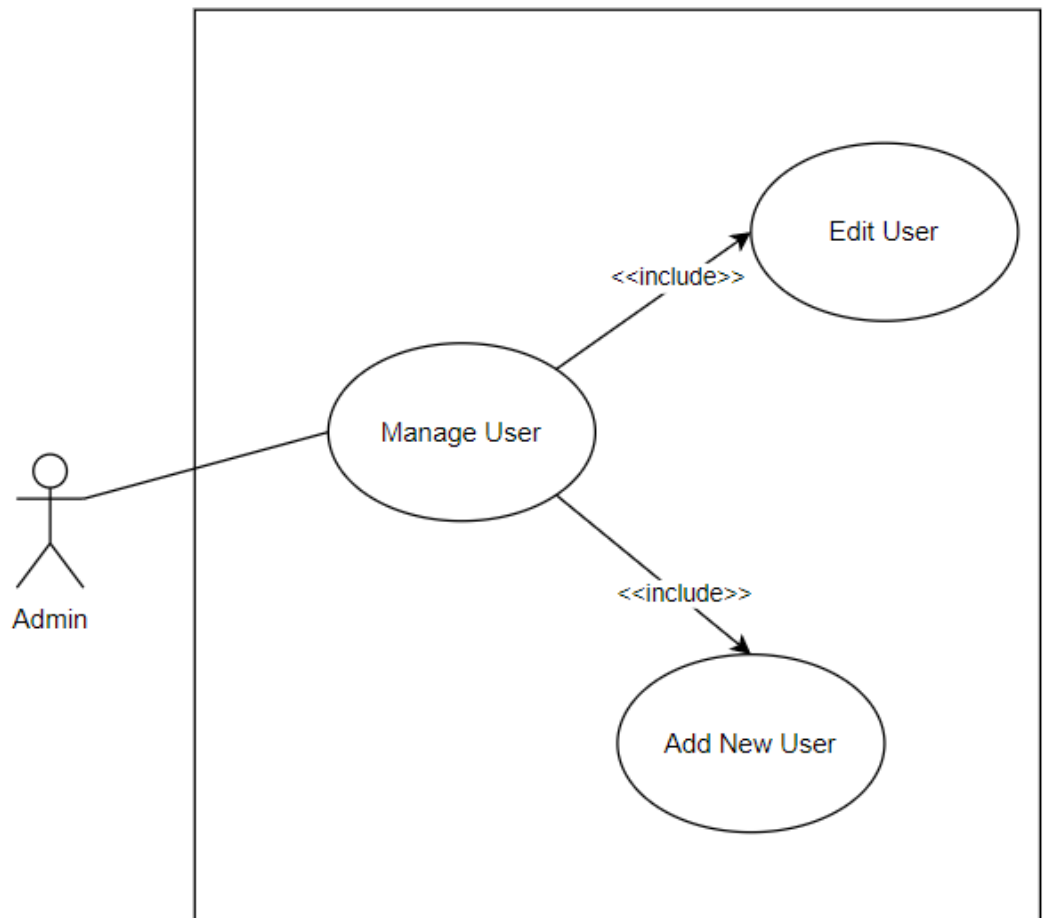 Edit User
<<include>>
Manage User
<<include>>
Admin
Add New User